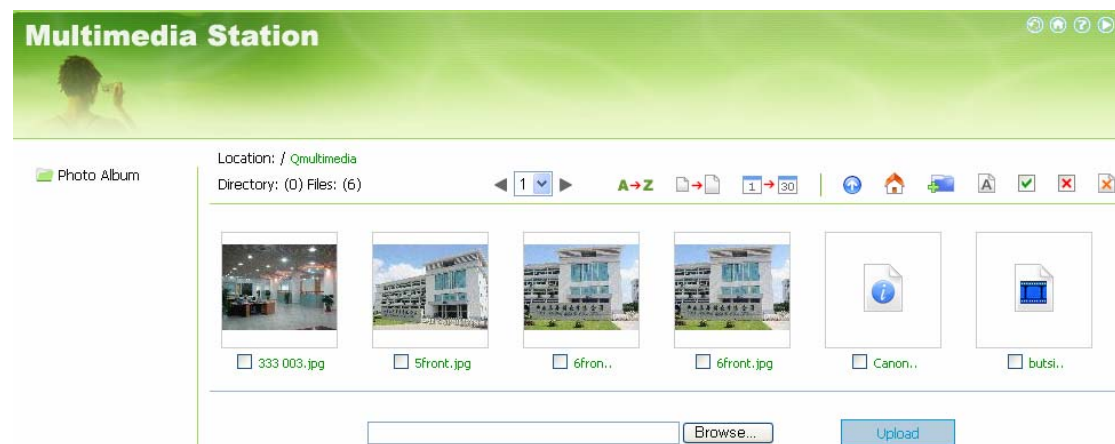 Multimedia Station
Photo Album
Location: / Qmultimedia
Directory: (0) Files: (6)
1
A→Z
1→30
A
333 003.jpg
5front.jpg
6fron..
6front.jpg
Canon..
butsi..
Browse...
Upload